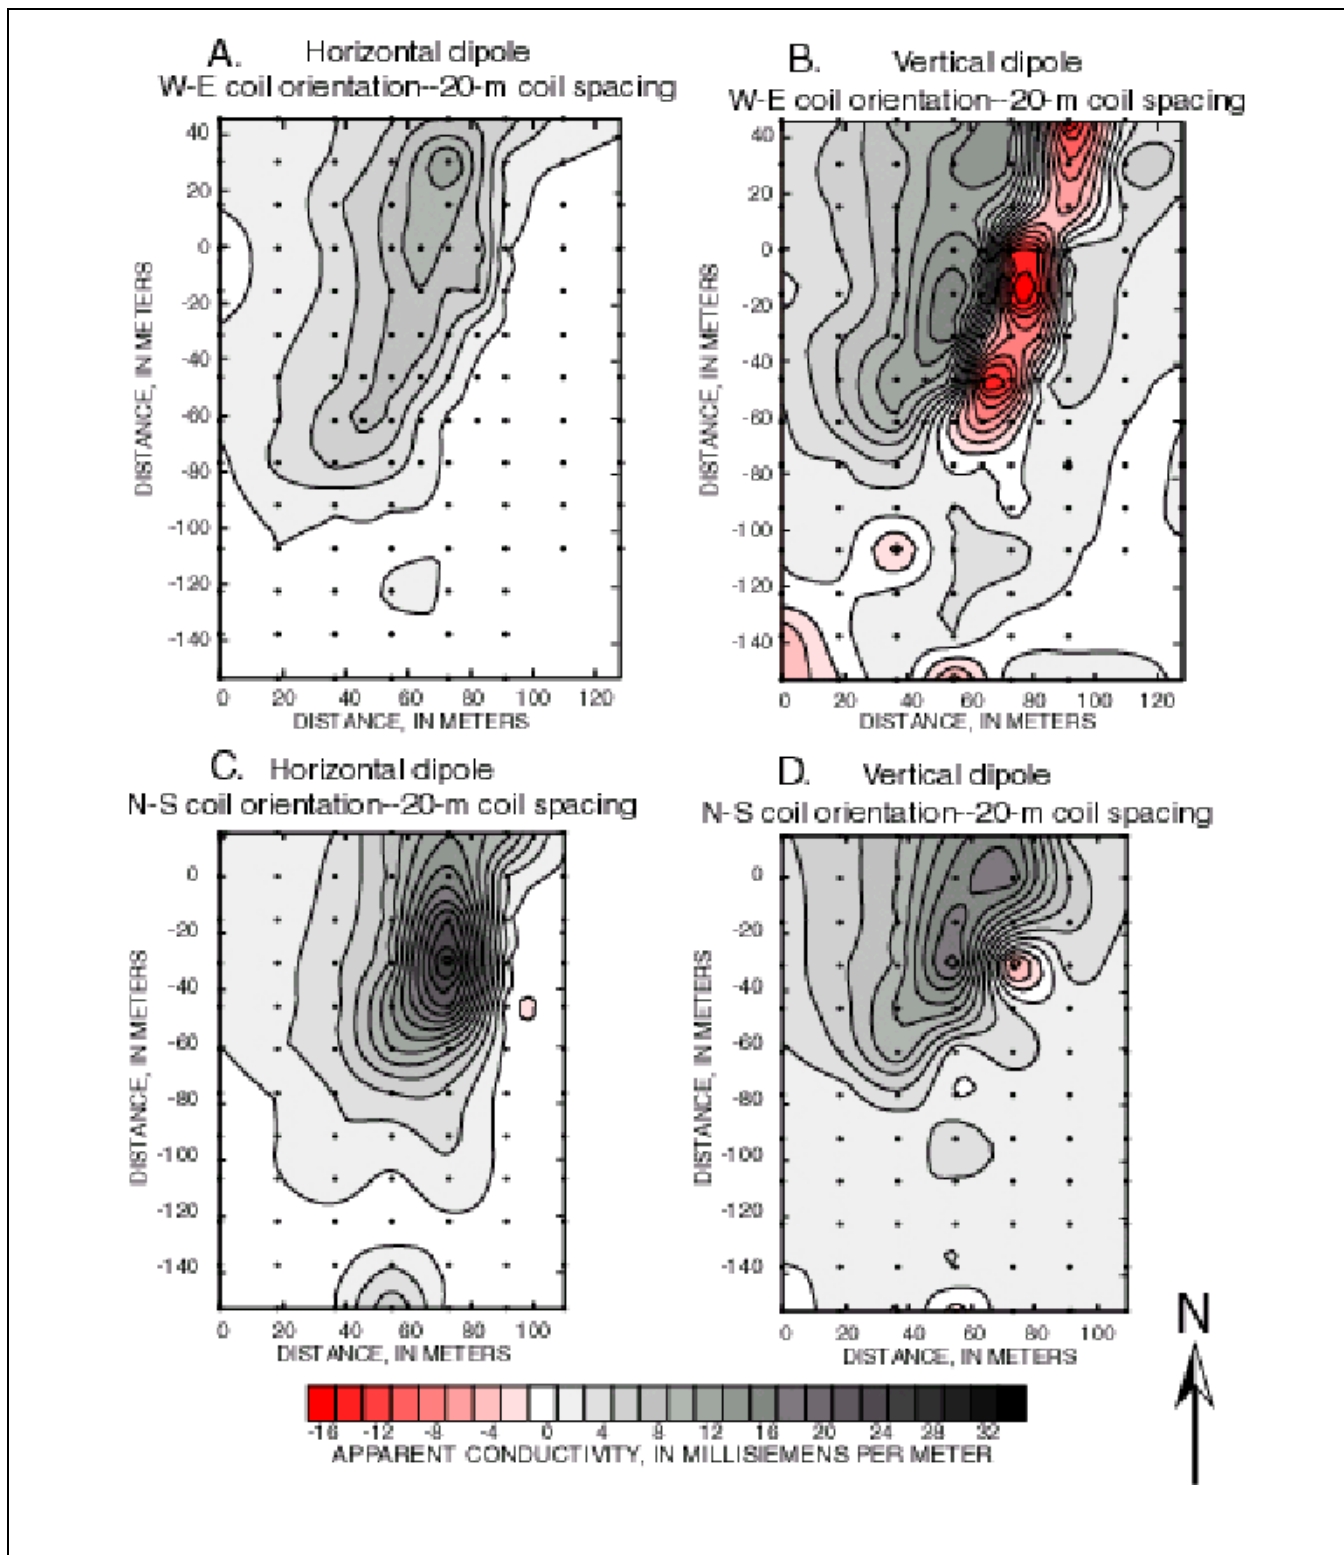 A. Horizontal dipole
W-E coil orientation--20-m coil spacing
B. Vertical dipole
W-E coil orientation--20-m coil spacing
40
20
0
-20
-40
-60
-80
-100
-120
-140
DISTANCE, IN METERS
0 20 40 60 80 100 120
DISTANCE, IN METERS
40
20
0
-20
-40
-60
-80
-100
-120
-140
DISTANCE, IN METERS
0 20 40 60 80 100 120
DISTANCE, IN METERS
C. Horizontal dipole
N-S coil orientation--20-m coil spacing
D. Vertical dipole
N-S coil orientation--20-m coil spacing
0
-20
-40
-60
-80
-100
-120
-140
DISTANCE, IN METERS
0 20 40 60 80 100
DISTANCE, IN METERS
0
-20
-40
-60
-80
-100
-120
-140
DISTANCE, IN METERS
0 20 40 60 80 100
DISTANCE, IN METERS
N
-16 -12 -8 -4 0 4 8 12 16 20 24 28 32
APPARENT CONDUCTIVITY, IN MILLISIEMENS PER METER